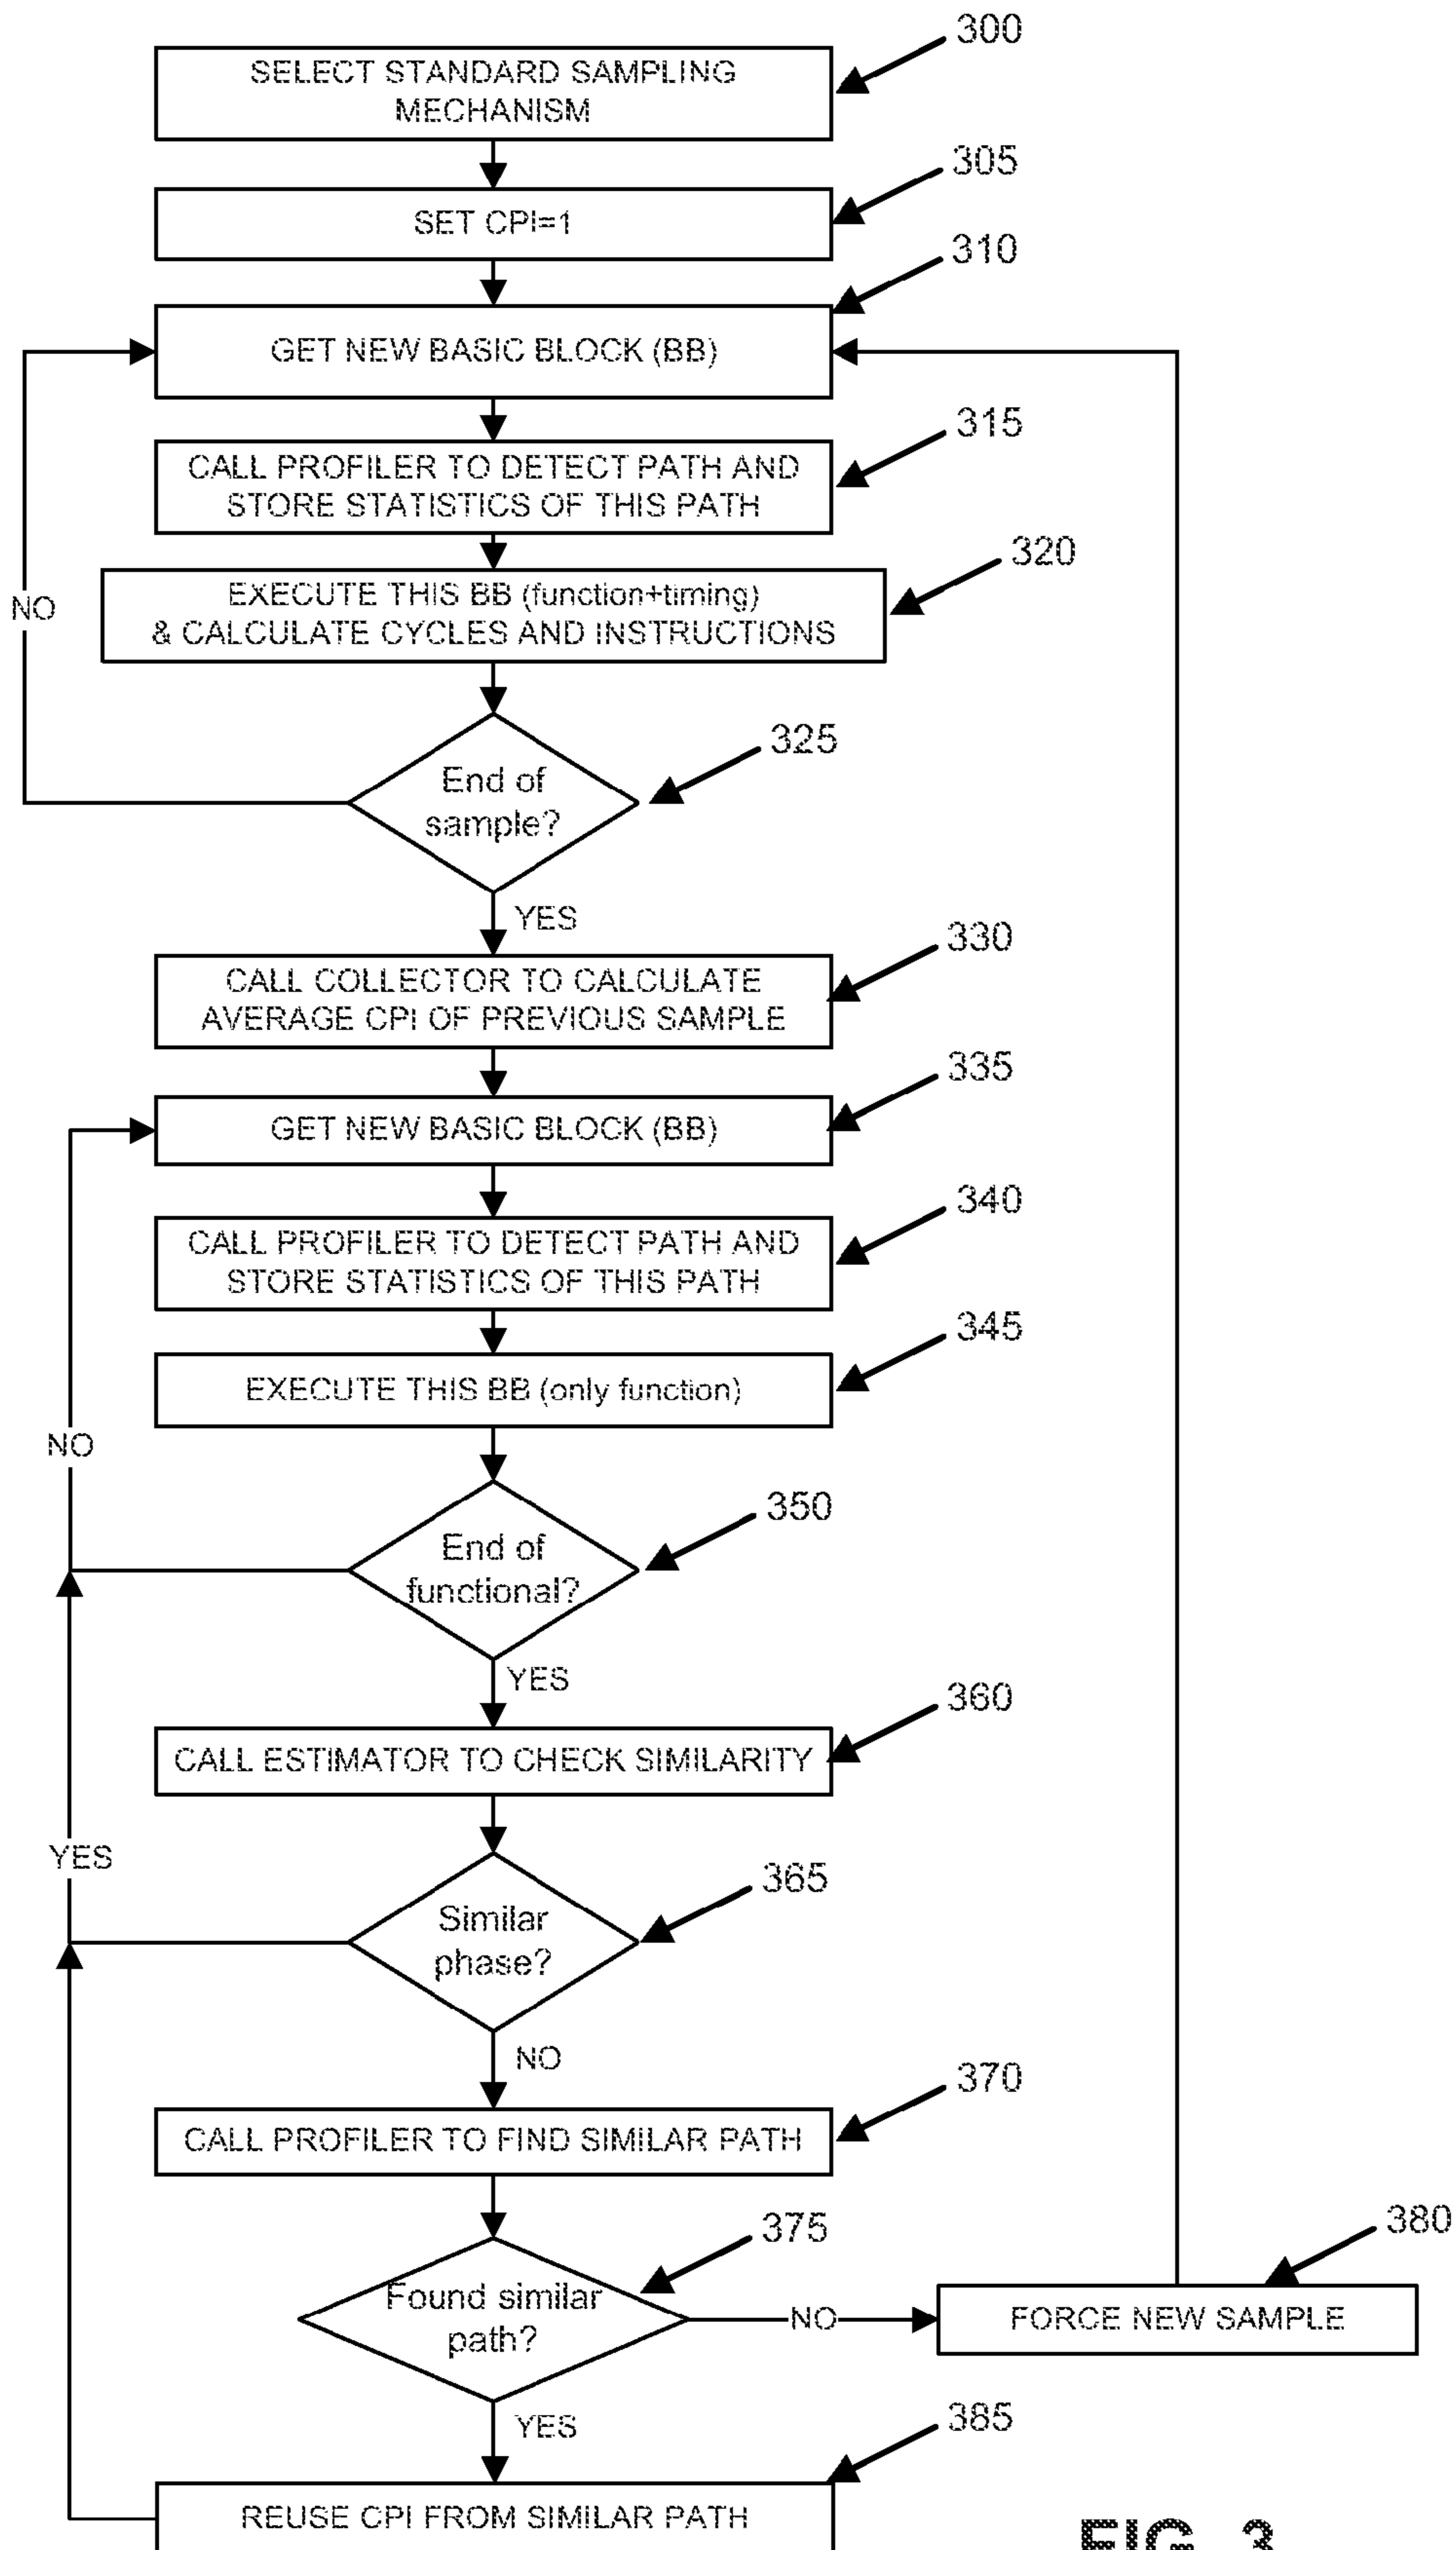 300
SELECT STANDARD SAMPLING
MECHANISM
305
SET CPI=1
310
GET NEW BASIC BLOCK (BB)
315
CALL PROFILER TO DETECT PATH AND
STORE STATISTICS OF THIS PATH
320
EXECUTE THIS BB (function+timing)
& CALCULATE CYCLES AND INSTRUCTIONS
NO
325
End of
sample?
YES
330
CALL COLLECTOR TO CALCULATE
AVERAGE CPI OF PREVIOUS SAMPLE
335
GET NEW BASIC BLOCK (BB)
340
CALL PROFILER TO DETECT PATH AND
STORE STATISTICS OF THIS PATH
345
EXECUTE THIS BB (only function)
NO
350
End of
functional?
YES
360
CALL ESTIMATOR TO CHECK SIMILARITY
YES
365
Similar
phase?
NO
370
CALL PROFILER TO FIND SIMILAR PATH
375
Found similar
path?
NO
380
FORCE NEW SAMPLE
YES
385
REUSE CPI FROM SIMILAR PATH
FIG. 3